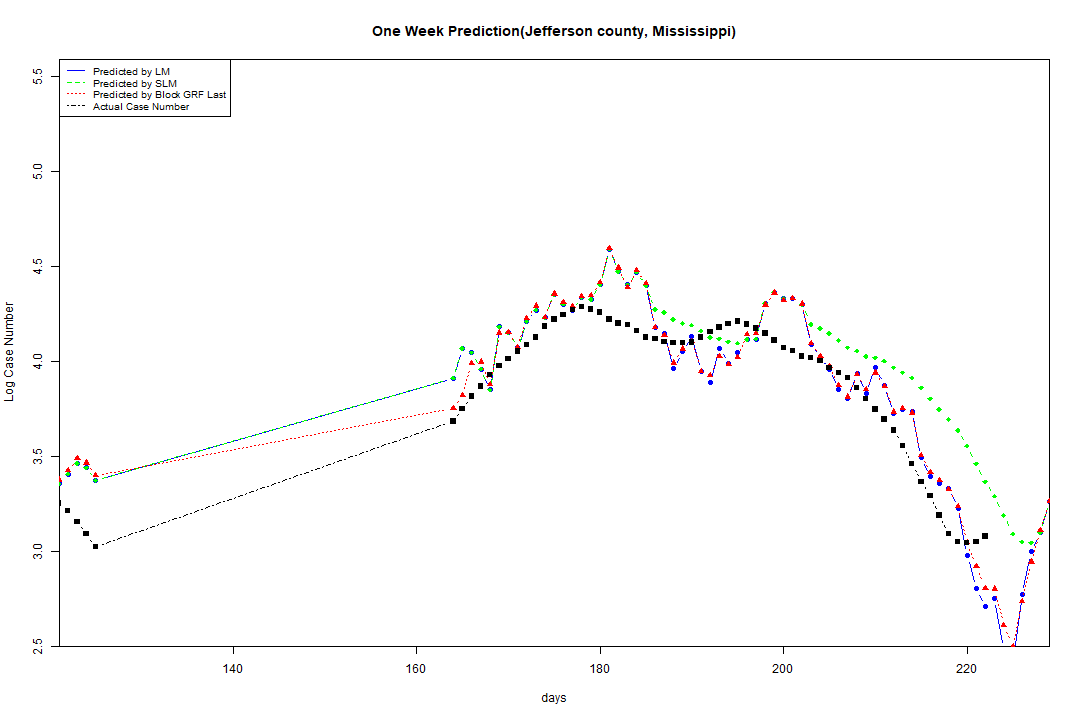 One Week Prediction(Jefferson county, Mississippi)
Predicted by LM
Predicted by SLM
Predicted by Block GRF Last
Actual Case Number
Log Case Number
5.5
5.0
4.5
4.0
3.5
3.0
2.5
140 160 180 200 220
days